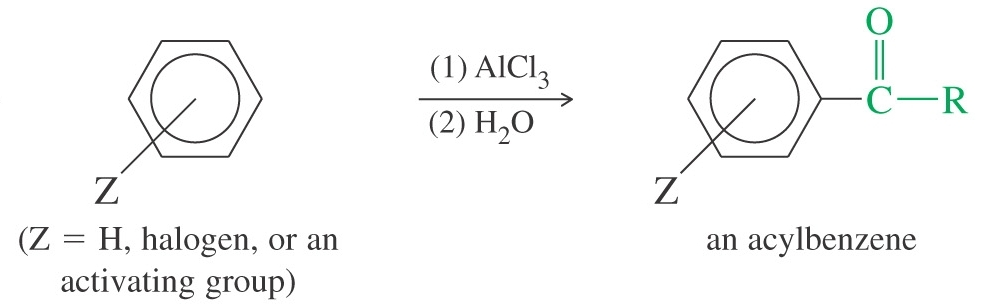 Z
(Z = H, halogen, or an
activating group)
(1) AlCl₃
(2) H₂O
O
C—R
Z
an acylbenzene